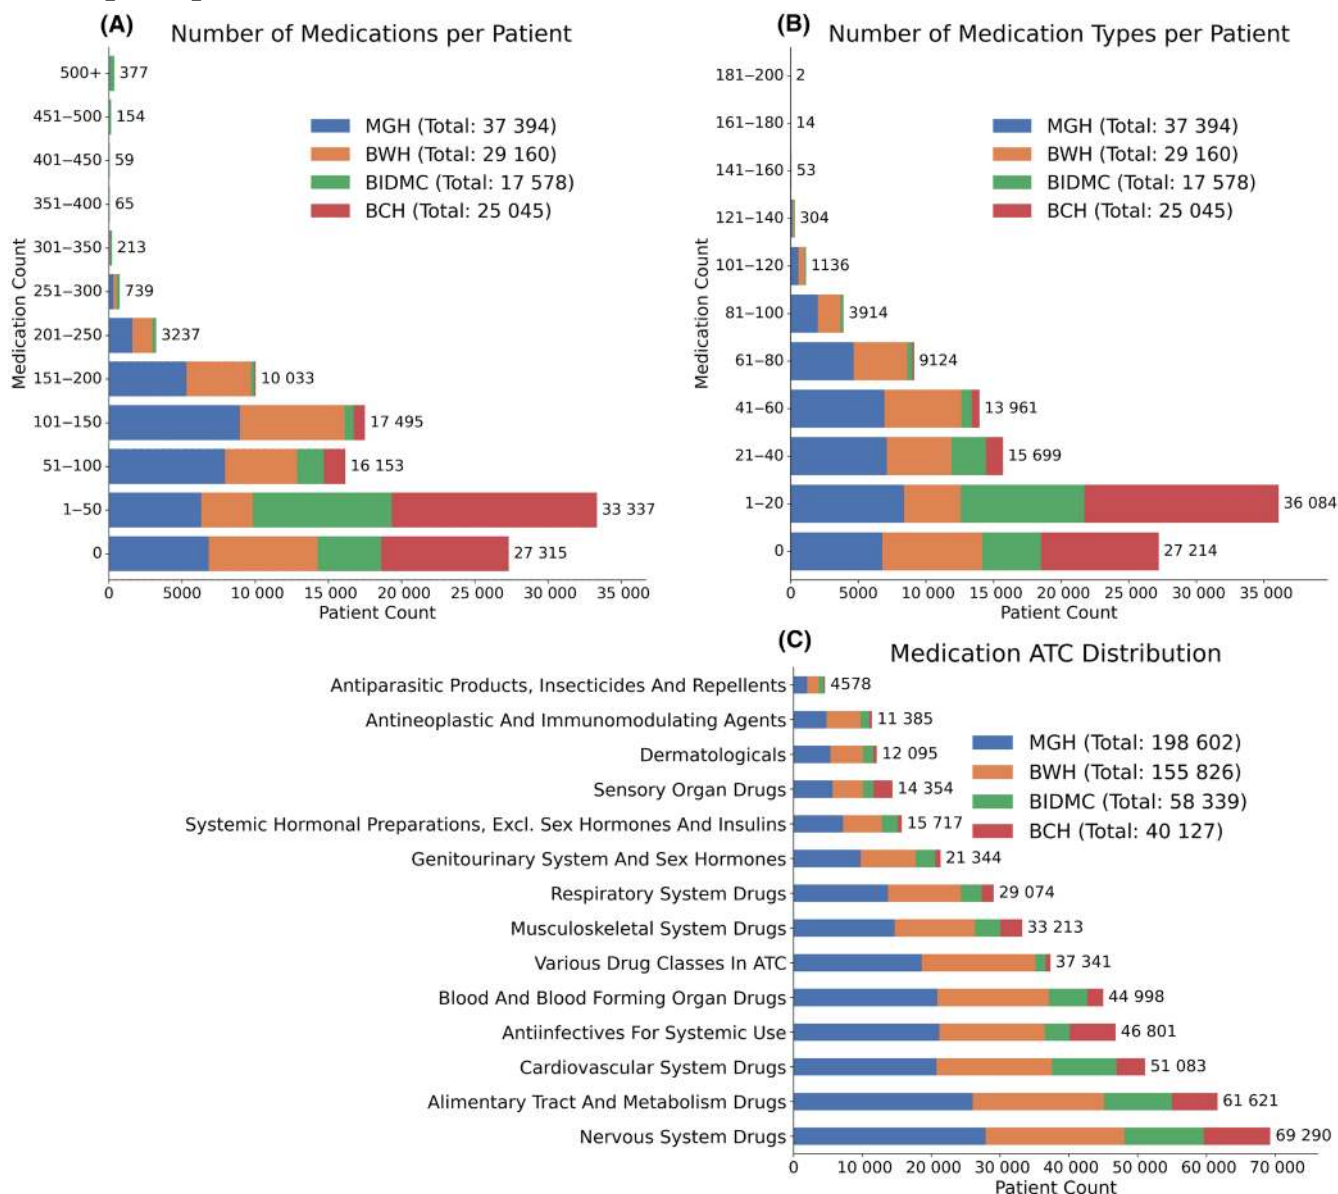 (A)
Number of Medications per Patient
Medication Count
500+ 377
451−500 154
401−450 59
351−400 65
301−350 213
251−300 739
201−250 3237
151−200 10 033
101−150 17 495
51−100 16 153
1−50 33 337
0 27 315
MGH (Total: 37 394)
BWH (Total: 29 160)
BIDMC (Total: 17 578)
BCH (Total: 25 045)
0 5000 10 000 15 000 20 000 25 000 30 000 35 000
Patient Count
(B)
Number of Medication Types per Patient
Medication Count
181−200 2
161−180 14
141−160 53
121−140 304
101−120 1136
81−100 3914
61−80 9124
41−60 13 961
21−40 15 699
1−20 36 084
0 27 214
MGH (Total: 37 394)
BWH (Total: 29 160)
BIDMC (Total: 17 578)
BCH (Total: 25 045)
0 5000 10 000 15 000 20 000 25 000 30 000 35 000
Patient Count
(C)
Medication ATC Distribution
Antiparasitic Products, Insecticides And Repellents 4578
Antineoplastic And Immunomodulating Agents 11 385
Dermatologicals 12 095
Sensory Organ Drugs 14 354
Systemic Hormonal Preparations, Excl. Sex Hormones And Insulins 15 717
Genitourinary System And Sex Hormones 21 344
Respiratory System Drugs 29 074
Musculoskeletal System Drugs 33 213
Various Drug Classes In ATC 37 341
Blood And Blood Forming Organ Drugs 44 998
Antiinfectives For Systemic Use 46 801
Cardiovascular System Drugs 51 083
Alimentary Tract And Metabolism Drugs 61 621
Nervous System Drugs 69 290
MGH (Total: 198 602)
BWH (Total: 155 826)
BIDMC (Total: 58 339)
BCH (Total: 40 127)
0 10 000 20 000 30 000 40 000 50 000 60 000 70 000
Patient Count